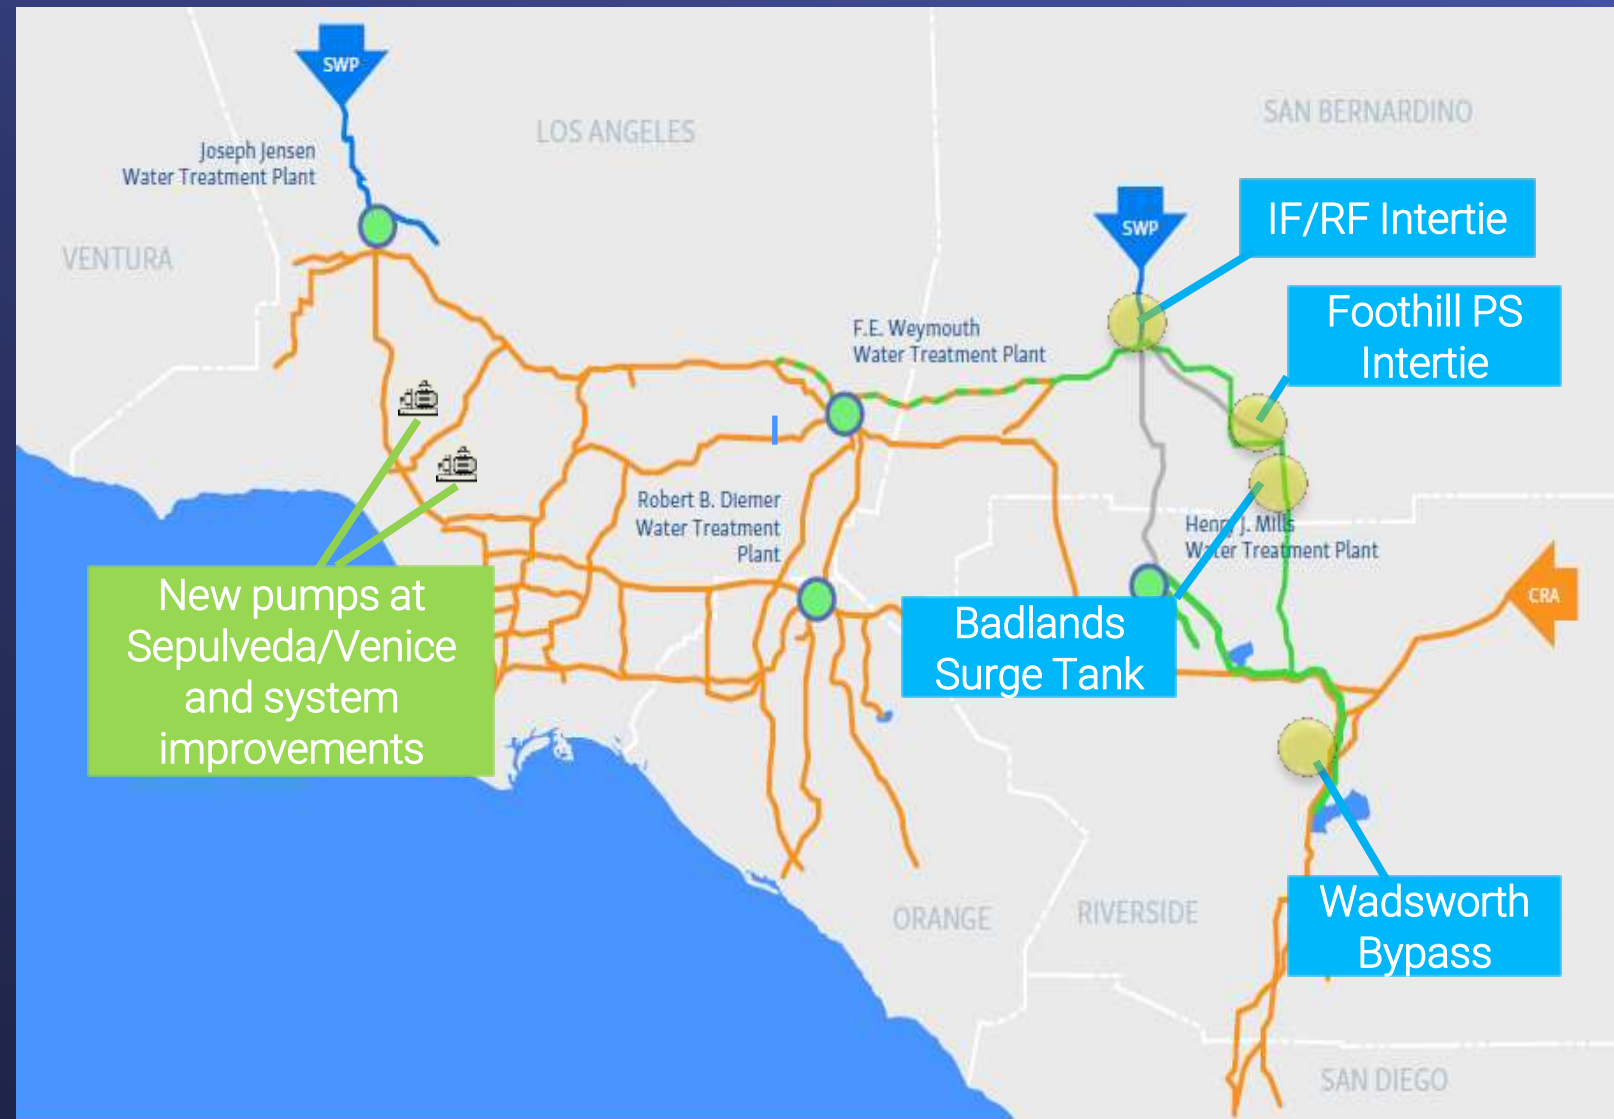 SWP
LOS ANGELES
SAN BERNARDINO
Joseph Jensen
Water Treatment Plant
VENTURA
SWP
IF/RF Intertie
Foothill PS
Intertie
F.E. Weymouth
Water Treatment Plant
Robert B. Diemer
Water Treatment
Plant
Henry J. Mills
Water Treatment Plant
CRA
New pumps at
Sepulveda/Venice
and system
improvements
Badlands
Surge Tank
Wadsworth
Bypass
ORANGE
RIVERSIDE
SAN DIEGO